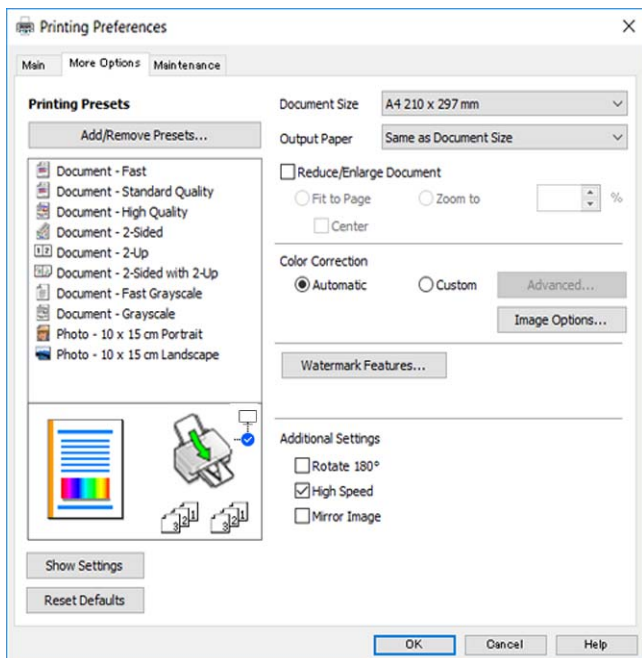 Printing Preferences
Main
More Options
Maintenance
Printing Presets
Add/Remove Presets...
Document - Fast
Document - Standard Quality
Document - High Quality
Document - 2-Sided
Document - 2-Up
Document - 2-Sided with 2-Up
Document - Fast Grayscale
Document - Grayscale
Photo - 10 x 15 cm Portrait
Photo - 10 x 15 cm Landscape
Show Settings
Reset Defaults
Document Size
A4 210 x 297 mm
Output Paper
Same as Document Size
Reduce/Enlarge Document
Fit to Page
Zoom to
%
Center
Color Correction
Automatic
Custom
Advanced...
Image Options...
Watermark Features...
Additional Settings
Rotate 180°
High Speed
Mirror Image
OK
Cancel
Help